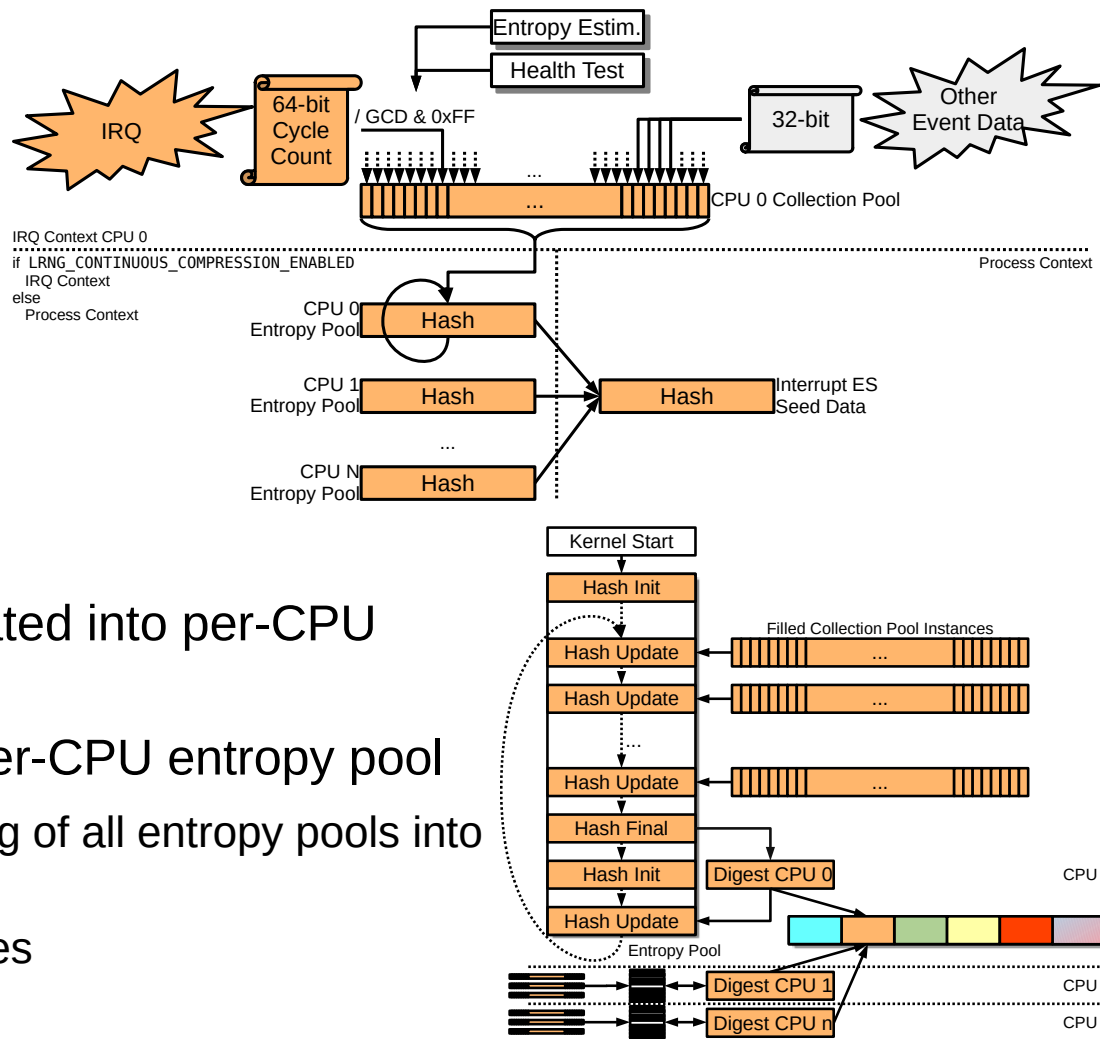 Entropy Estim.
Health Test
IRQ
64-bit
Cycle
Count
/ GCD & 0xFF
32-bit
Other
Event Data
...
...
CPU 0 Collection Pool
IRQ Context CPU 0
if LRNG_CONTINUOUS_COMPRESSION_ENABLED
IRQ Context
else
Process Context
Process Context
CPU 0
Entropy Pool
Hash
CPU 1
Entropy Pool
Hash
Hash
Interrupt ES
Seed Data
...
CPU N
Entropy Pool
Hash
Kernel Start
Hash Init
ated into per-CPU
Filled Collection Pool Instances
Hash Update
...
Hash Update
...
...
er-CPU entropy pool
Hash Update
...
g of all entropy pools into
Hash Final
Hash Init
Digest CPU 0
CPU
Hash Update
es
Entropy Pool
Digest CPU 1
CPU
Digest CPU n
CPU